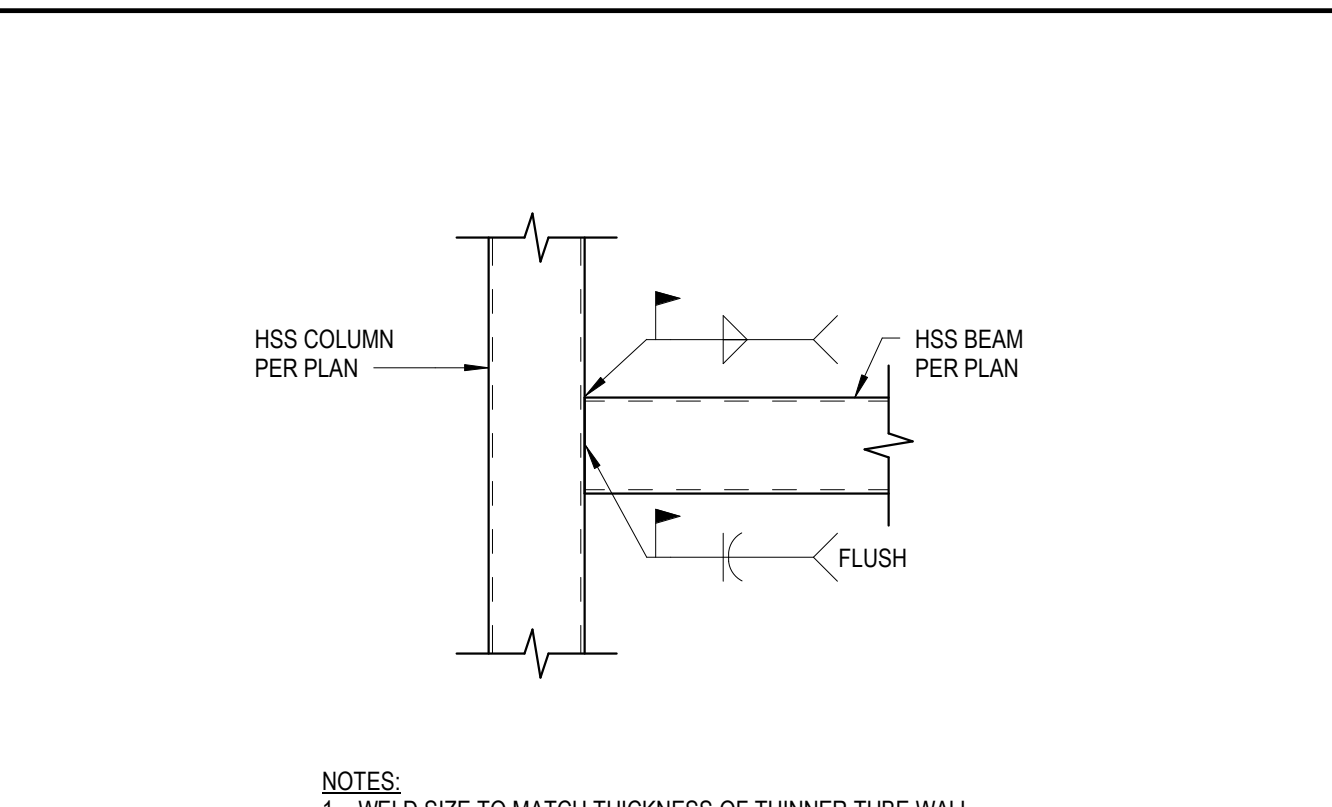 HSS COLUMN
PER PLAN
HSS BEAM
PER PLAN
FLUSH
NOTES:
1. WELD SIZE TO MATCH THICKNESS OF THINNER TUBE WALL